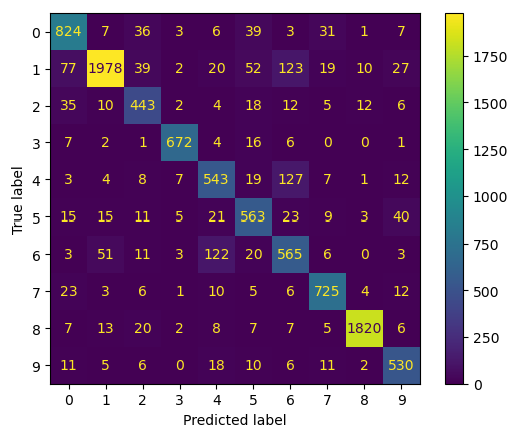 0 824 7 36 3 6 39 3 31 1 7
1 77 1978 39 2 20 52 123 19 10 27
2 35 10 443 2 4 18 12 5 12 6
3 7 2 1 672 4 16 6 0 0 1
4 3 4 8 7 543 19 127 7 1 12
5 15 15 11 5 21 563 23 9 3 40
6 3 51 11 3 122 20 565 6 0 3
7 23 3 6 1 10 5 6 725 4 12
8 7 13 20 2 8 7 7 5 1820 6
9 11 5 6 0 18 10 6 11 2 530
0 1 2 3 4 5 6 7 8 9
Predicted label
True label
1750
1500
1250
1000
750
500
250
0